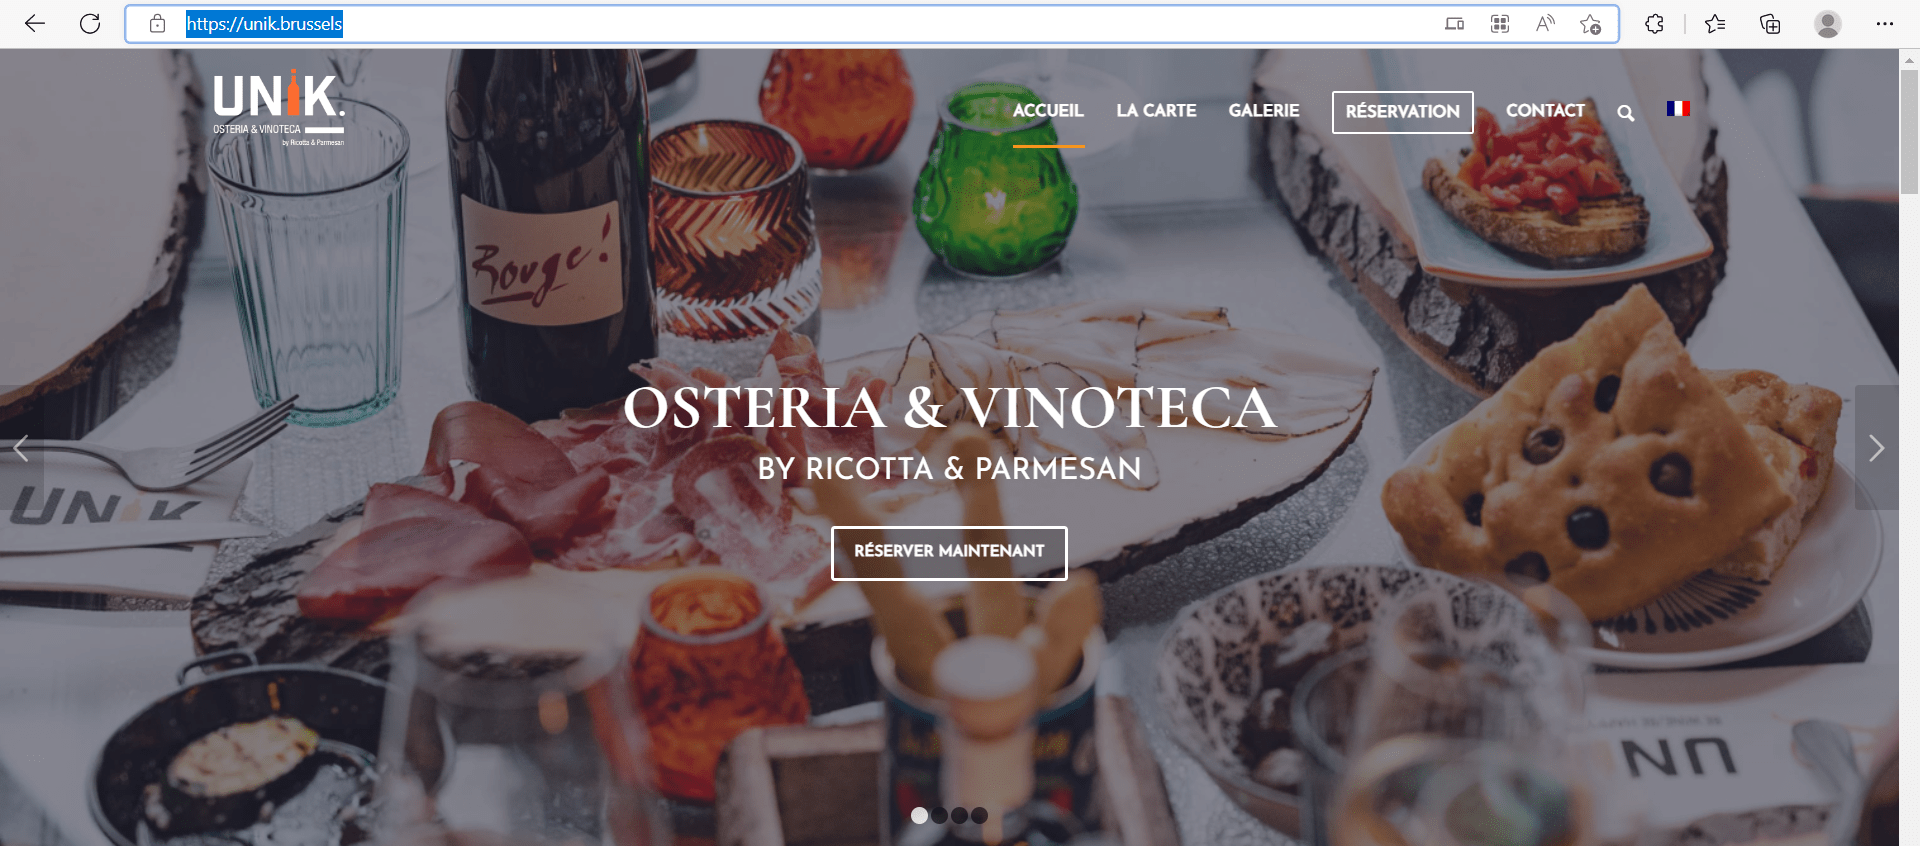 https://unik.brussels
UNIK.
OSTERIA & VINOTECA
by Ricotta & Parmesan
ACCUEIL LA CARTE GALERIE RÉSERVATION CONTACT
Rouge!
OSTERIA & VINOTECA
BY RICOTTA & PARMESAN
UNIK
RÉSERVER MAINTENANT
UNIK